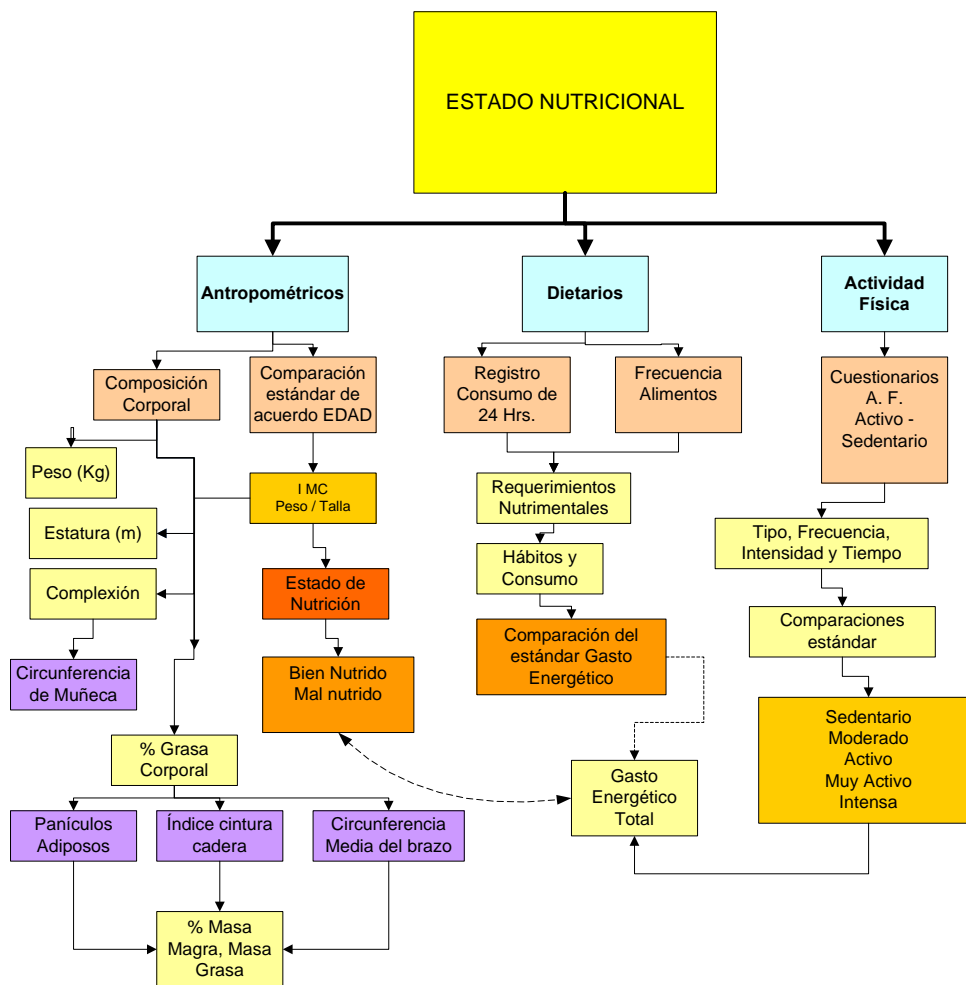 ESTADO NUTRICIONAL
Antropométricos
Dietarios
Actividad
Física
Composición
Corporal
Comparación
estándar de
acuerdo EDAD
Registro
Consumo de
24 Hrs.
Frecuencia
Alimentos
Cuestionarios
A. F.
Activo -
Sedentario
Peso (Kg)
I MC
Peso / Talla
Requerimientos
Nutrimentales
Estatura (m)
Tipo, Frecuencia,
Intensidad y Tiempo
Hábitos y
Consumo
Complexión
Estado de
Nutrición
Comparaciones
estándar
Circunferencia
de Muñeca
Bien Nutrido
Mal nutrido
Comparación del
estándar Gasto
Energético
Sedentario
Moderado
Activo
Muy Activo
Intensa
% Grasa
Corporal
Gasto
Energético
Total
Panículos
Adiposos
Índice cintura
cadera
Circunferencia
Media del brazo
% Masa
Magra, Masa
Grasa